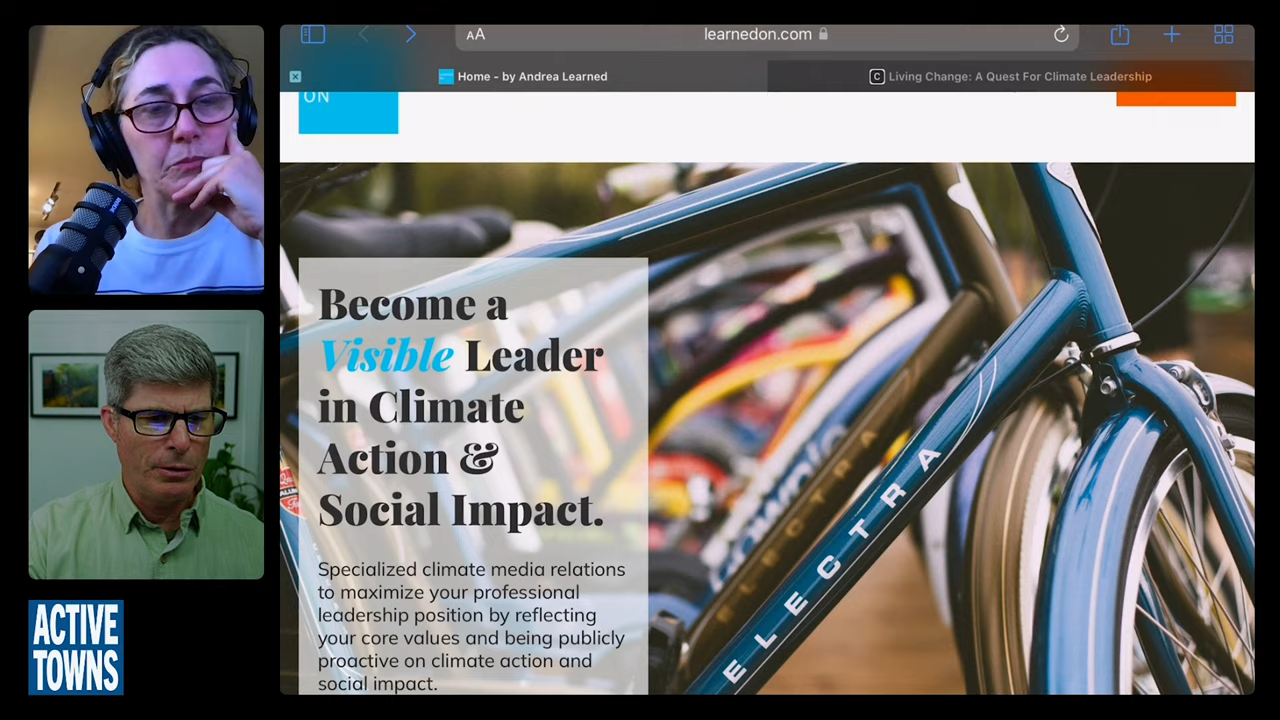 AA
learnedon.com
Home - by Andrea Learned
C
Living Change: A Quest For Climate Leadership
ON
Become a
Visible Leader
in Climate
Action &
Social Impact.
Specialized climate media relations
to maximize your professional
leadership position by reflecting
your core values and being publicly
proactive on climate action and
social impact.
ELECTRA
ELECTRA
ACTIVE
TOWNS